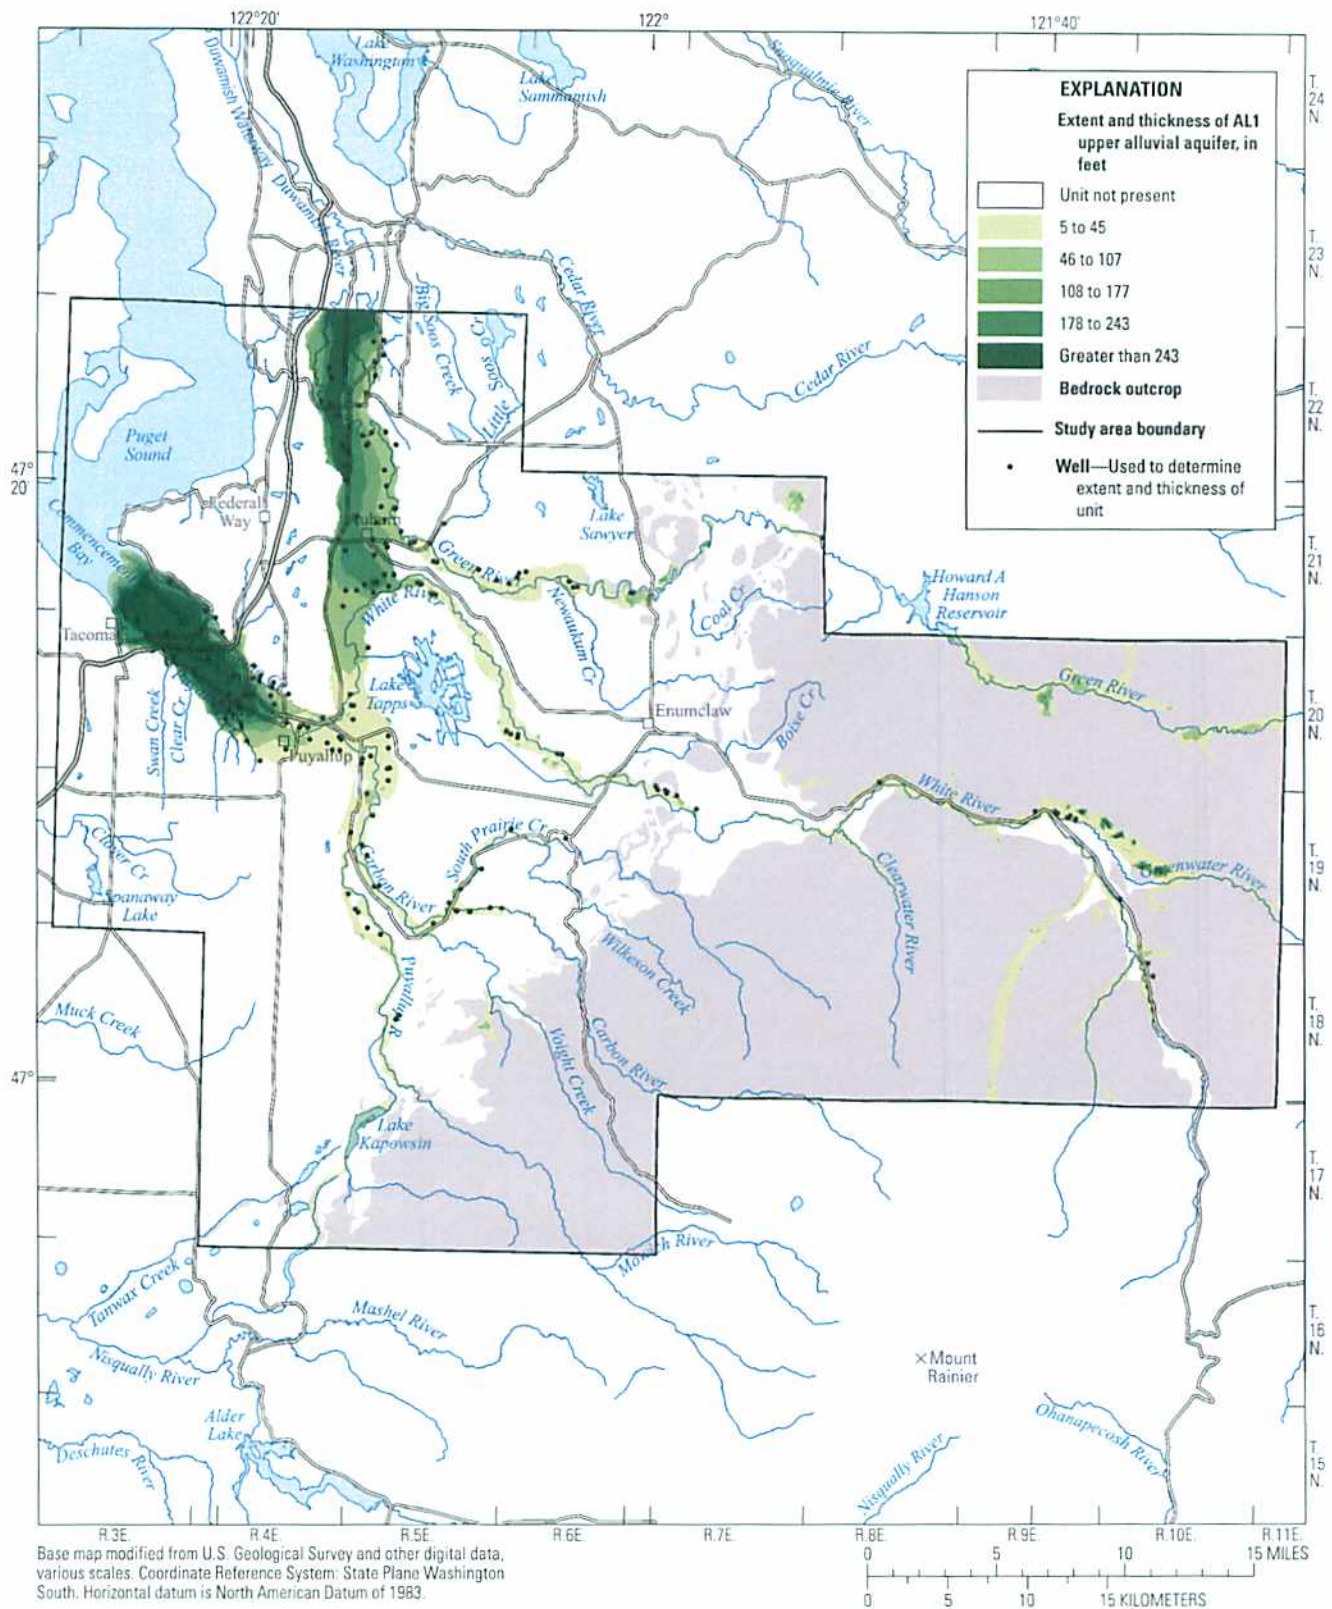 122°20'
122°
121°40'
Lake
Washington
Lake
Sammamish
Snoqualmie River
Duwamish Waterway
Duwamish River
T.
24
N.
EXPLANATION
Extent and thickness of AL1
upper alluvial aquifer, in
feet
Unit not present
5 to 45
46 to 107
108 to 177
178 to 243
Greater than 243
Bedrock outcrop
Study area boundary
Well—Used to determine
extent and thickness of
unit
T.
23
N.
Cedar River
Big Soos Creek
Little Soos Cr
Cedar River
T.
22
N.
Puget
Sound
47°
20'
Federal
Way
Auburn
Lake
Sawyer
Commencement
Bay
Green River
T.
21
N.
Howard A
Hanson
Reservoir
Newaukum Cr
Coal Cr
White River
Tacoma
Lake
Tapps
Green River
Enumclaw
Boise Cr
T.
20
N.
Swan Creek
Clear Cr
Puyallup
White River
Clover Cr
South Prairie Cr
Carbon River
Clearwater River
Greenwater River
T.
19
N.
Spanaway
Lake
Wilkeson Creek
Puyallup R
Muck Creek
Voight Creek
Carbon River
T.
18
N.
47°
Lake
Kapowsin
T.
17
N.
Mowich River
Tanwax Creek
Mashel River
T.
16
N.
Nisqually River
Mount
Rainier
Alder
Lake
Ohanapecosh River
Deschutes River
Nisqually River
T.
15
N.
R.3E. R.4E. R.5E. R.6E. R.7E. R.8E. R.9E. R.10E. R.11E.
Base map modified from U.S. Geological Survey and other digital data,
various scales. Coordinate Reference System: State Plane Washington
South. Horizontal datum is North American Datum of 1983.
0 5 10 15 MILES
0 5 10 15 KILOMETERS